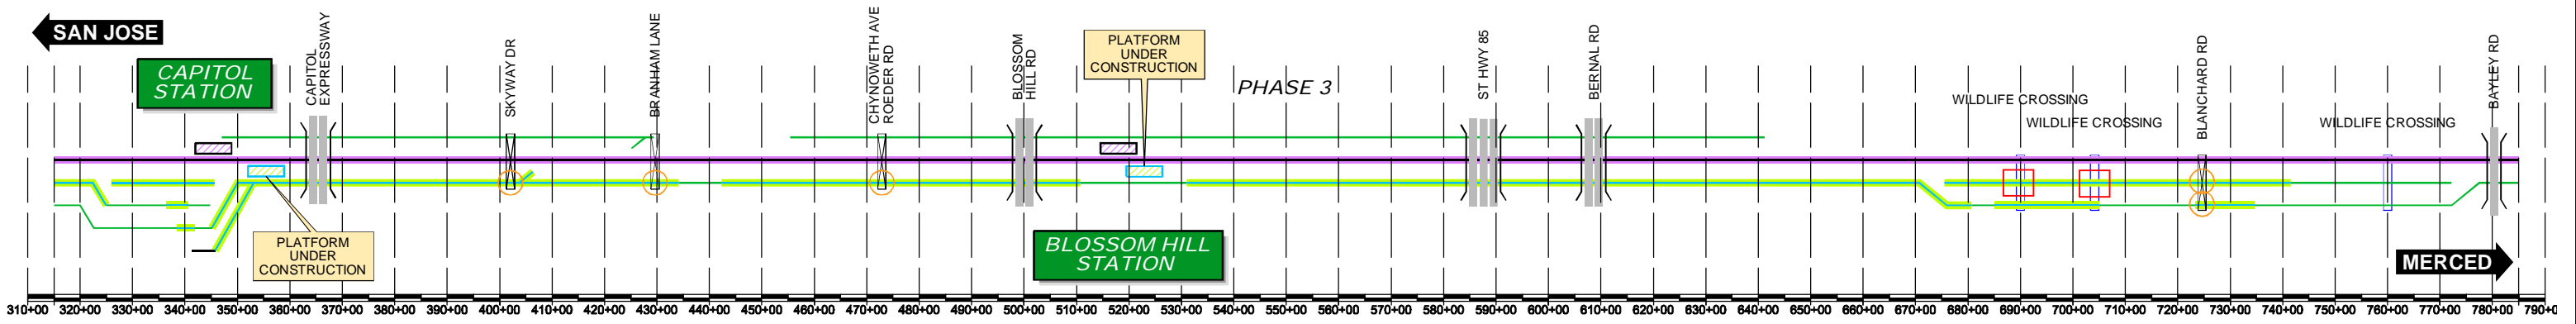 SAN JOSE
CAPITOL
STATION
CAPITOL
EXPRESSWAY
SKYWAY DR
BRANHAM LANE
CHYNOWETH AVE
ROEDER RD
BLOSSOM
HILL RD
PLATFORM
UNDER
CONSTRUCTION
PHASE 3
ST HWY 85
BERNAL RD
WILDLIFE CROSSING
WILDLIFE CROSSING
BLANCHARD RD
WILDLIFE CROSSING
BAYLEY RD
PLATFORM
UNDER
CONSTRUCTION
BLOSSOM HILL
STATION
MERCED
310+00 320+00 330+00 340+00 350+00 360+00 370+00 380+00 390+00 400+00 410+00 420+00 430+00 440+00 450+00 460+00 470+00 480+00 490+00 500+00 510+00 520+00 530+00 540+00 550+00 560+00 570+00 580+00 590+00 600+00 610+00 620+00 630+00 640+00 650+00 660+00 670+00 680+00 690+00 700+00 710+00 720+00 730+00 740+00 750+00 760+00 770+00 780+00 790+0